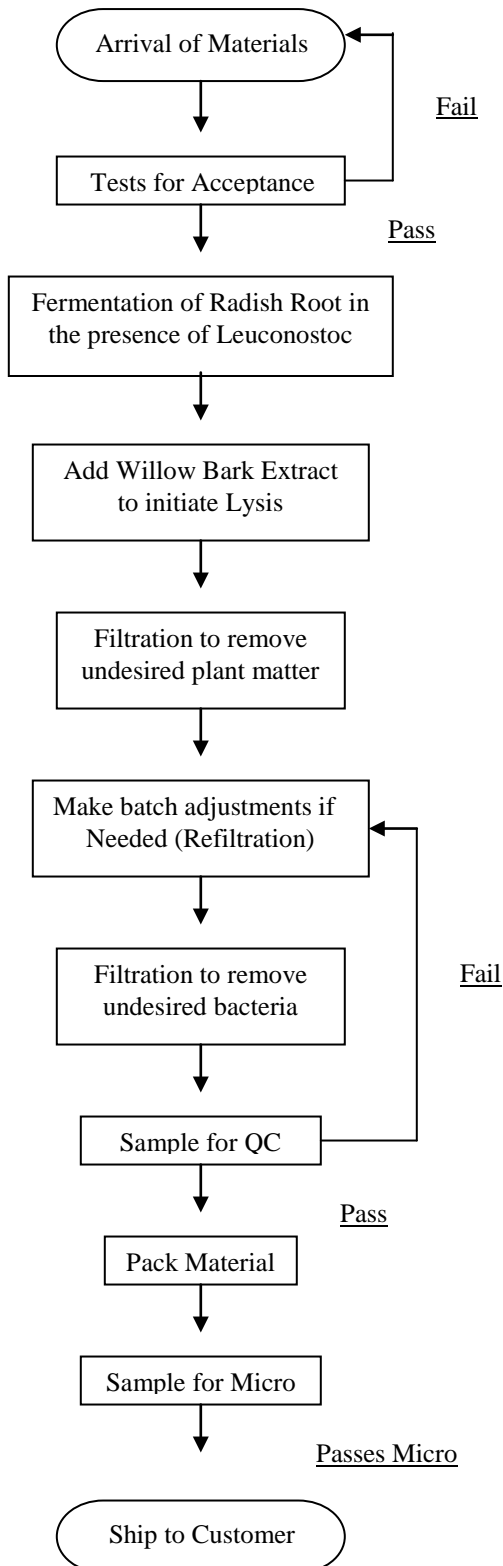 Arrival of Materials
Fail
Tests for Acceptance
Pass
Fermentation of Radish Root in
the presence of Leuconostoc
Add Willow Bark Extract
to initiate Lysis
Filtration to remove
undesired plant matter
Make batch adjustments if
Needed (Refiltration)
Filtration to remove
undesired bacteria
Fail
Sample for QC
Pass
Pack Material
Sample for Micro
Passes Micro
Ship to Customer